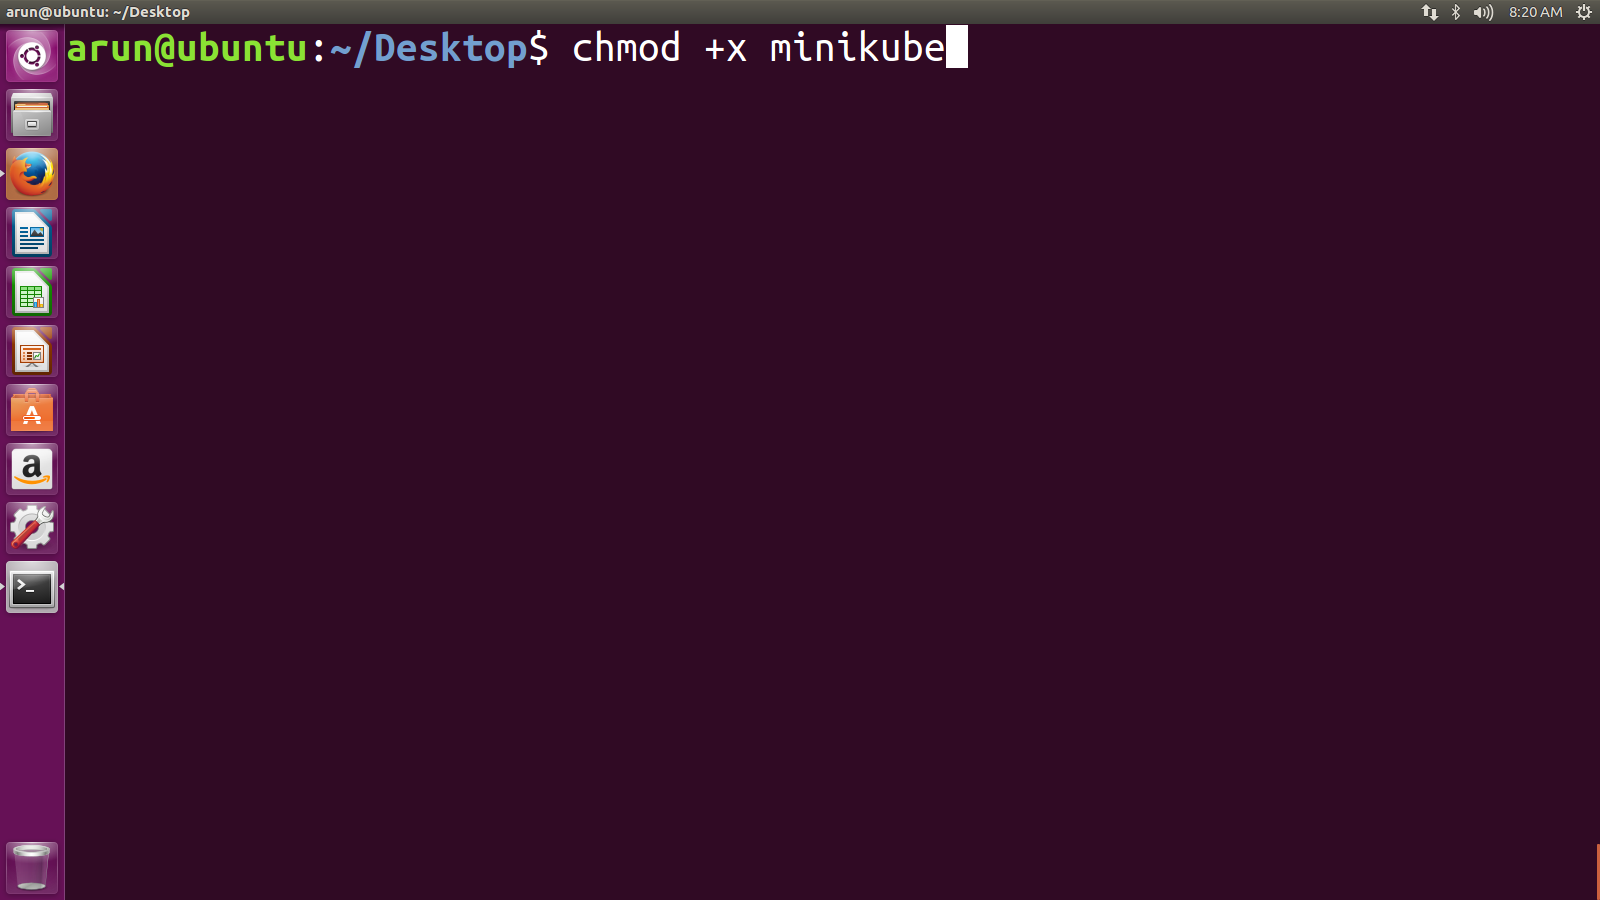 arun@ubuntu: ~/Desktop
8:20 AM
arun@ubuntu:~/Desktop$ chmod +x minikube